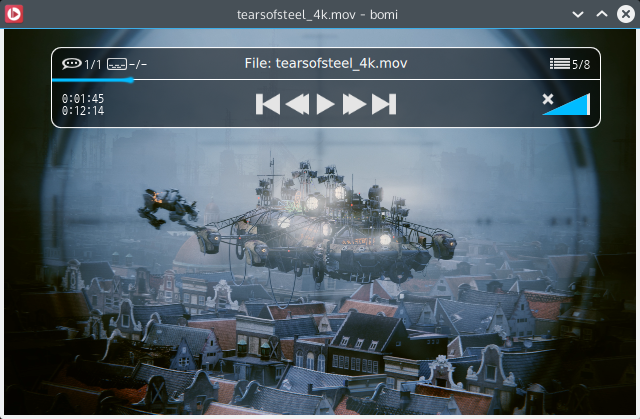 tearsofsteel_4k.mov - bomi
1/1 -/- File: tearsofsteel_4k.mov 5/8
0:01:45
0:12:14